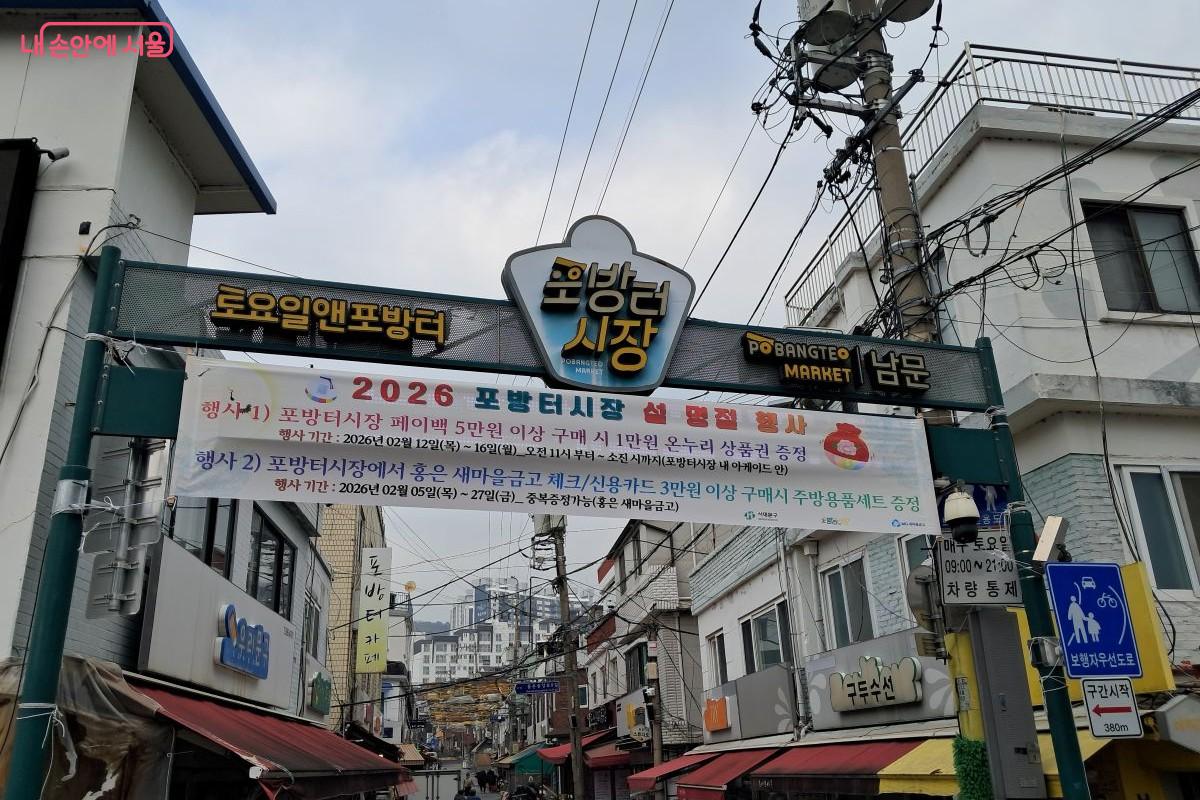 내 손안에 서울
토요일앤포방터
포방터
시장
POBANGTEO
MARKET
POBANGTEO
MARKET
남문
2026 포방터시장 설 명절 행사
행사 1) 포방터시장 페이백 5만원 이상 구매 시 1만원 온누리 상품권 증정
행사 기간 : 2026년 02월 12일(목) ~ 16일(월)_오전 11시 부터 ~ 소진 시까지(포방터시장 내 아케이드 안)
행사 2) 포방터시장에서 홍은 새마을금고 체크/신용카드 3만원 이상 구매시 주방용품세트 증정
행사 기간 : 2026년 02월 05일(목) ~ 27일(금)_ 중복증정가능(홍은 새마을금고)
서대문구
매주 토요일
09:00 ~ 21:00
차량 통제
보행자우선도로
구간시작
380m
포방터카페
구두수선